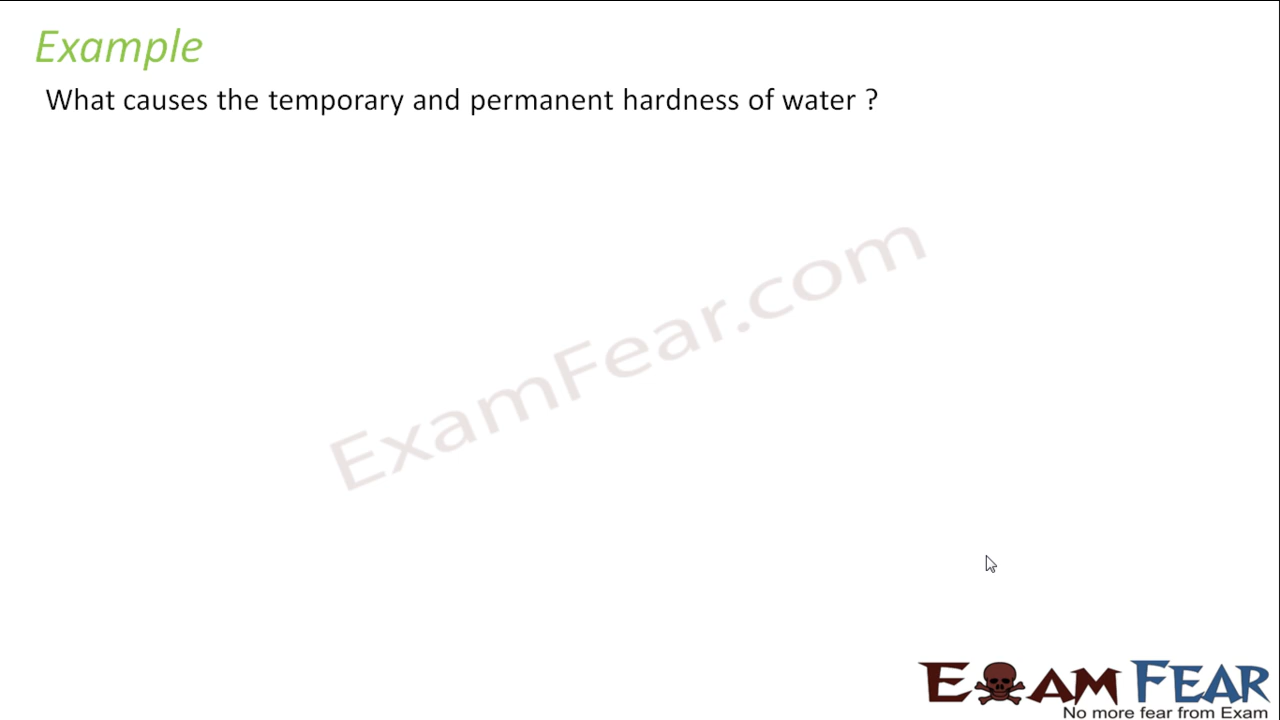 Example
What causes the temporary and permanent hardness of water ?
ExamFear.com
EXAM FEAR
No more fear from Exam